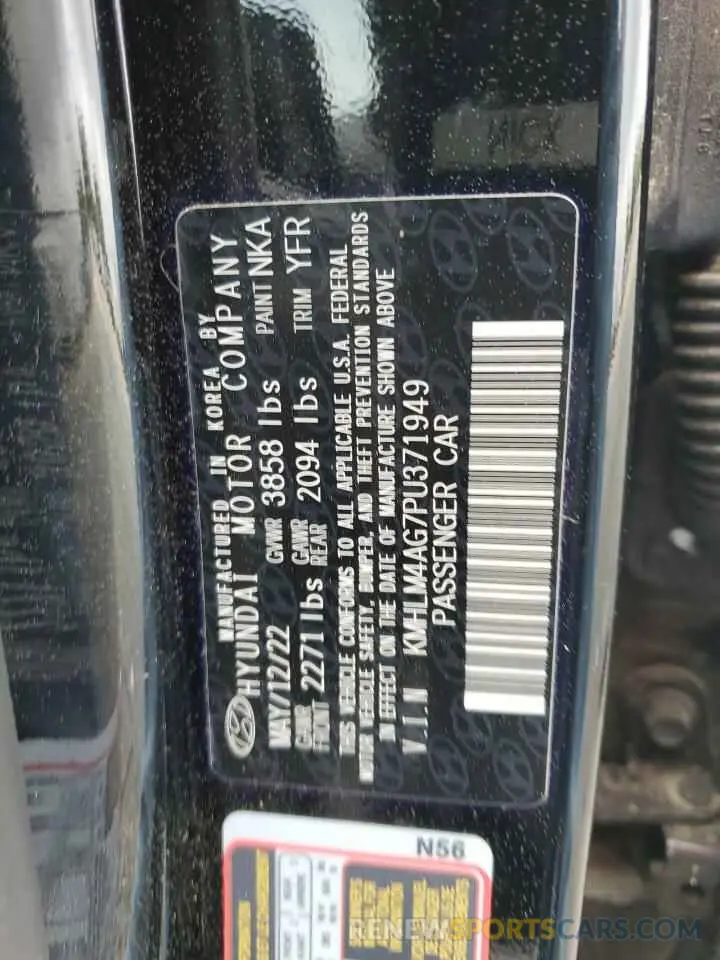 MANUFACTURED IN KOREA BY
HYUNDAI MOTOR COMPANY
MAY/12/22 GVWR 3858 lbs PAINT NKA
GAWR FRNT 2271 lbs GAWR REAR 2094 lbs TRIM YFR
THIS VEHICLE CONFORMS TO ALL APPLICABLE U.S.A. FEDERAL
MOTOR VEHICLE SAFETY, BUMPER, AND THEFT PREVENTION STANDARDS
IN EFFECT ON THE DATE OF MANUFACTURE SHOWN ABOVE
V.I.N KMHLM4AG7PU371949
PASSENGER CAR
N56
RENEWSPORTSCARS.COM